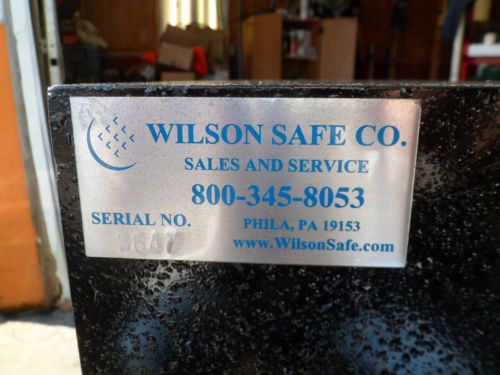 WILSON SAFE CO.
SALES AND SERVICE
800-345-8053
SERIAL NO.
PHILA, PA 19153
www.WilsonSafe.com